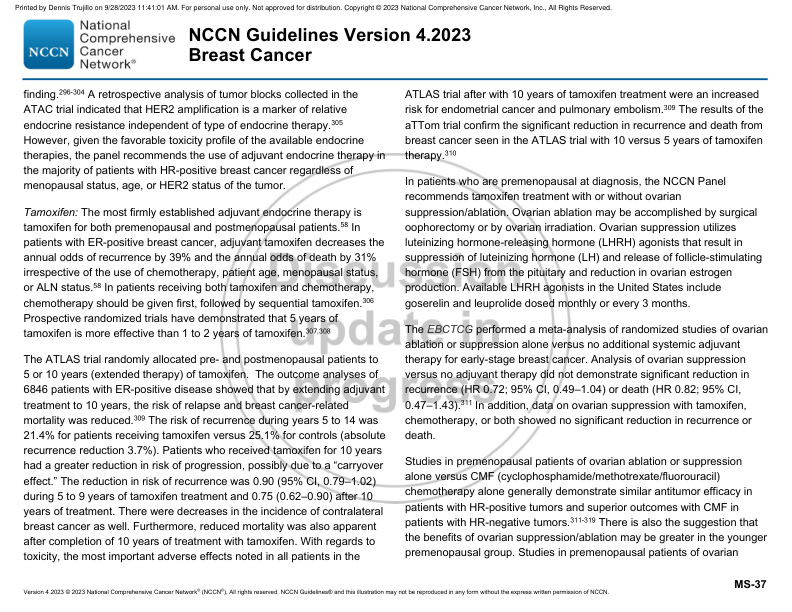 Printed by Dennis Trujillo on 9/28/2023 11:41:01 AM. For personal use only. Not approved for distribution. Copyright © 2023 National Comprehensive Cancer Network, Inc., All Rights Reserved.
NCCN
National
Comprehensive
Cancer
Network®
NCCN Guidelines Version 4.2023
Breast Cancer
finding.296-304 A retrospective analysis of tumor blocks collected in the
ATAC trial indicated that HER2 amplification is a marker of relative
endocrine resistance independent of type of endocrine therapy.305
However, given the favorable toxicity profile of the available endocrine
therapies, the panel recommends the use of adjuvant endocrine therapy in
the majority of patients with HR-positive breast cancer regardless of
menopausal status, age, or HER2 status of the tumor.
Tamoxifen: The most firmly established adjuvant endocrine therapy is
tamoxifen for both premenopausal and postmenopausal patients.58 In
patients with ER-positive breast cancer, adjuvant tamoxifen decreases the
annual odds of recurrence by 39% and the annual odds of death by 31%
irrespective of the use of chemotherapy, patient age, menopausal status,
or ALN status.58 In patients receiving both tamoxifen and chemotherapy,
chemotherapy should be given first, followed by sequential tamoxifen.306
Prospective randomized trials have demonstrated that 5 years of
tamoxifen is more effective than 1 to 2 years of tamoxifen.307,308
The ATLAS trial randomly allocated pre- and postmenopausal patients to
5 or 10 years (extended therapy) of tamoxifen. The outcome analyses of
6846 patients with ER-positive disease showed that by extending adjuvant
treatment to 10 years, the risk of relapse and breast cancer-related
mortality was reduced.309 The risk of recurrence during years 5 to 14 was
21.4% for patients receiving tamoxifen versus 25.1% for controls (absolute
recurrence reduction 3.7%). Patients who received tamoxifen for 10 years
had a greater reduction in risk of progression, possibly due to a “carryover
effect.” The reduction in risk of recurrence was 0.90 (95% CI, 0.79–1.02)
during 5 to 9 years of tamoxifen treatment and 0.75 (0.62–0.90) after 10
years of treatment. There were decreases in the incidence of contralateral
breast cancer as well. Furthermore, reduced mortality was also apparent
after completion of 10 years of treatment with tamoxifen. With regards to
toxicity, the most important adverse effects noted in all patients in the
ATLAS trial after with 10 years of tamoxifen treatment were an increased
risk for endometrial cancer and pulmonary embolism.309 The results of the
aTTom trial confirm the significant reduction in recurrence and death from
breast cancer seen in the ATLAS trial with 10 versus 5 years of tamoxifen
therapy.310
In patients who are premenopausal at diagnosis, the NCCN Panel
recommends tamoxifen treatment with or without ovarian
suppression/ablation. Ovarian ablation may be accomplished by surgical
oophorectomy or by ovarian irradiation. Ovarian suppression utilizes
luteinizing hormone-releasing hormone (LHRH) agonists that result in
suppression of luteinizing hormone (LH) and release of follicle-stimulating
hormone (FSH) from the pituitary and reduction in ovarian estrogen
production. Available LHRH agonists in the United States include
goserelin and leuprolide dosed monthly or every 3 months.
The EBCTCG performed a meta-analysis of randomized studies of ovarian
ablation or suppression alone versus no additional systemic adjuvant
therapy for early-stage breast cancer. Analysis of ovarian suppression
versus no adjuvant therapy did not demonstrate significant reduction in
recurrence (HR 0.72; 95% CI, 0.49–1.04) or death (HR 0.82; 95% CI,
0.47–1.43).311 In addition, data on ovarian suppression with tamoxifen,
chemotherapy, or both showed no significant reduction in recurrence or
death.
Studies in premenopausal patients of ovarian ablation or suppression
alone versus CMF (cyclophosphamide/methotrexate/fluorouracil)
chemotherapy alone generally demonstrate similar antitumor efficacy in
patients with HR-positive tumors and superior outcomes with CMF in
patients with HR-negative tumors.311-319 There is also the suggestion that
the benefits of ovarian suppression/ablation may be greater in the younger
premenopausal group. Studies in premenopausal patients of ovarian
Discussion
update in
progress
MS-37
Version 4.2023 © 2023 National Comprehensive Cancer Network® (NCCN®), All rights reserved. NCCN Guidelines® and this illustration may not be reproduced in any form without the express written permission of NCCN.